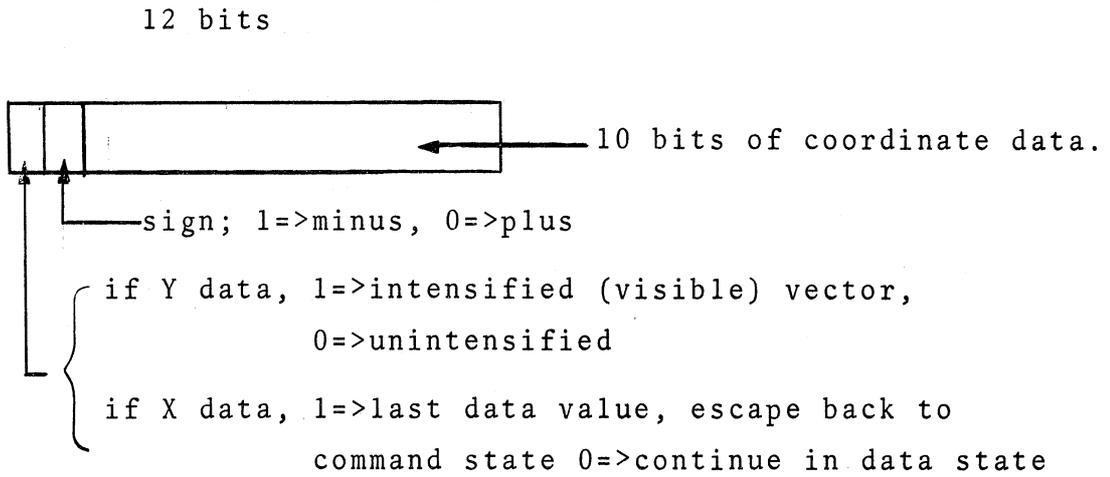 12 bits
10 bits of coordinate data.
sign; 1=>minus, 0=>plus
if Y data, 1=>intensified (visible) vector,
0=>unintensified
if X data, 1=>last data value, escape back to
command state 0=>continue in data state